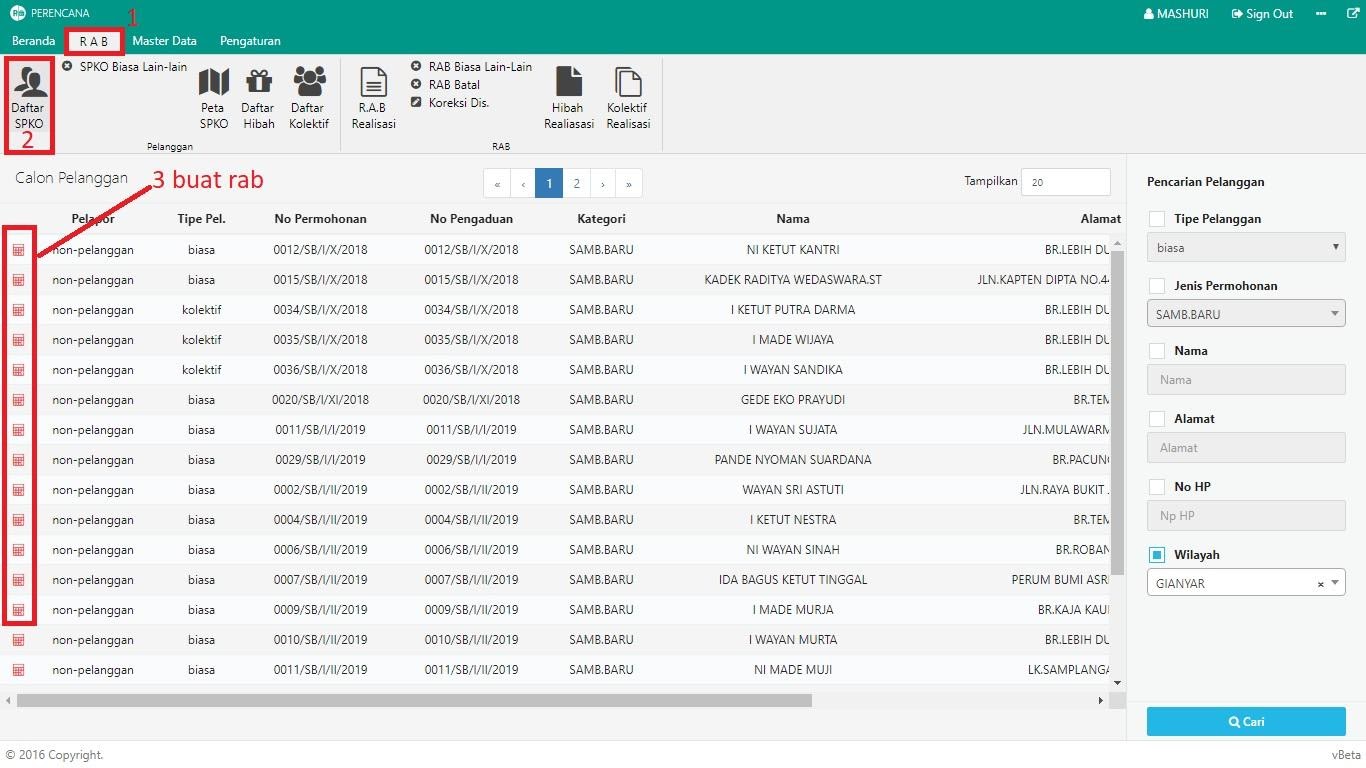 PERENCANA
MASHURI Sign Out
1
Beranda R A B Master Data Pengaturan
SPKO Biasa Lain-lain
Daftar SPKO
2
Peta SPKO
Daftar Hibah
Daftar Kolektif
Pelanggan
R.A.B Realisasi
RAB Biasa Lain-Lain
RAB Batal
Koreksi Dis.
Hibah Realiasasi
Kolektif Realisasi
RAB
Calon Pelanggan
3 buat rab
« ‹ 1 2 › »
Tampilkan 20
Pelapor Tipe Pel. No Permohonan No Pengaduan Kategori Nama Alamat
non-pelanggan biasa 0012/SB/I/X/2018 0012/SB/I/X/2018 SAMB.BARU NI KETUT KANTRI BR.LEBIH DU
non-pelanggan biasa 0015/SB/I/X/2018 0015/SB/I/X/2018 SAMB.BARU KADEK RADITYA WEDASWARA.ST JLN.KAPTEN DIPTA NO.44
non-pelanggan kolektif 0034/SB/I/X/2018 0034/SB/I/X/2018 SAMB.BARU I KETUT PUTRA DARMA BR.LEBIH DU
non-pelanggan kolektif 0035/SB/I/X/2018 0035/SB/I/X/2018 SAMB.BARU I MADE WIJAYA BR.LEBIH DU
non-pelanggan kolektif 0036/SB/I/X/2018 0036/SB/I/X/2018 SAMB.BARU I WAYAN SANDIKA BR.LEBIH DU
non-pelanggan biasa 0020/SB/I/XI/2018 0020/SB/I/XI/2018 SAMB.BARU GEDE EKO PRAYUDI BR.TEM
non-pelanggan biasa 0011/SB/I/I/2019 0011/SB/I/I/2019 SAMB.BARU I WAYAN SUJATA JLN.MULAWARM
non-pelanggan biasa 0029/SB/I/I/2019 0029/SB/I/I/2019 SAMB.BARU PANDE NYOMAN SUARDANA BR.PACUNG
non-pelanggan biasa 0002/SB/I/II/2019 0002/SB/I/II/2019 SAMB.BARU WAYAN SRI ASTUTI JLN.RAYA BUKIT .
non-pelanggan biasa 0004/SB/I/II/2019 0004/SB/I/II/2019 SAMB.BARU I KETUT NESTRA BR.TEM
non-pelanggan biasa 0006/SB/I/II/2019 0006/SB/I/II/2019 SAMB.BARU NI WAYAN SINAH BR.ROBAN
non-pelanggan biasa 0007/SB/I/II/2019 0007/SB/I/II/2019 SAMB.BARU IDA BAGUS KETUT TINGGAL PERUM BUMI ASRI
non-pelanggan biasa 0009/SB/I/II/2019 0009/SB/I/II/2019 SAMB.BARU I MADE MURJA BR.KAJA KAUI
non-pelanggan biasa 0010/SB/I/II/2019 0010/SB/I/II/2019 SAMB.BARU I WAYAN MURTA BR.LEBIH DU
non-pelanggan biasa 0011/SB/I/II/2019 0011/SB/I/II/2019 SAMB.BARU NI MADE MUJI LK.SAMPLANGA
Pencarian Pelanggan
Tipe Pelanggan
biasa
Jenis Permohonan
SAMB.BARU
Nama
Nama
Alamat
Alamat
No HP
Np HP
Wilayah
GIANYAR ×
Cari
© 2016 Copyright.
vBeta